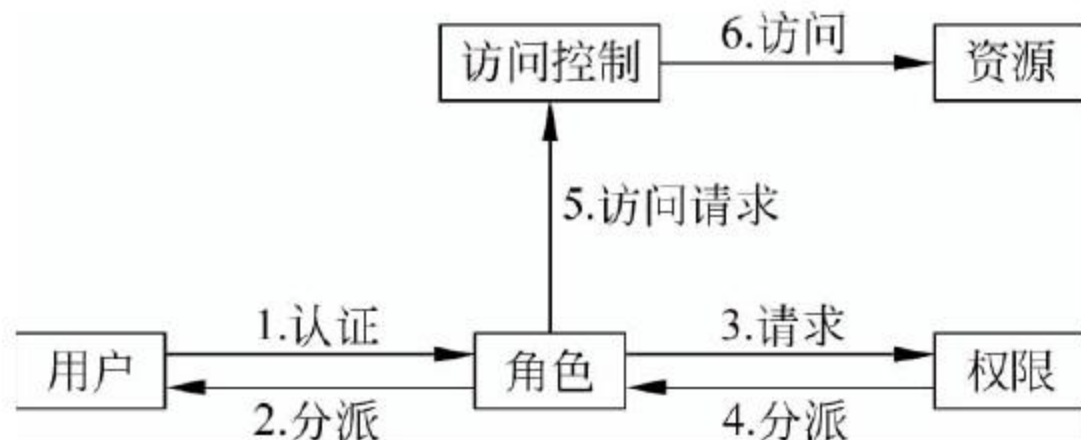 访问控制
6.访问
资源
5.访问请求
用户
1.认证
2.分派
角色
3.请求
4.分派
权限